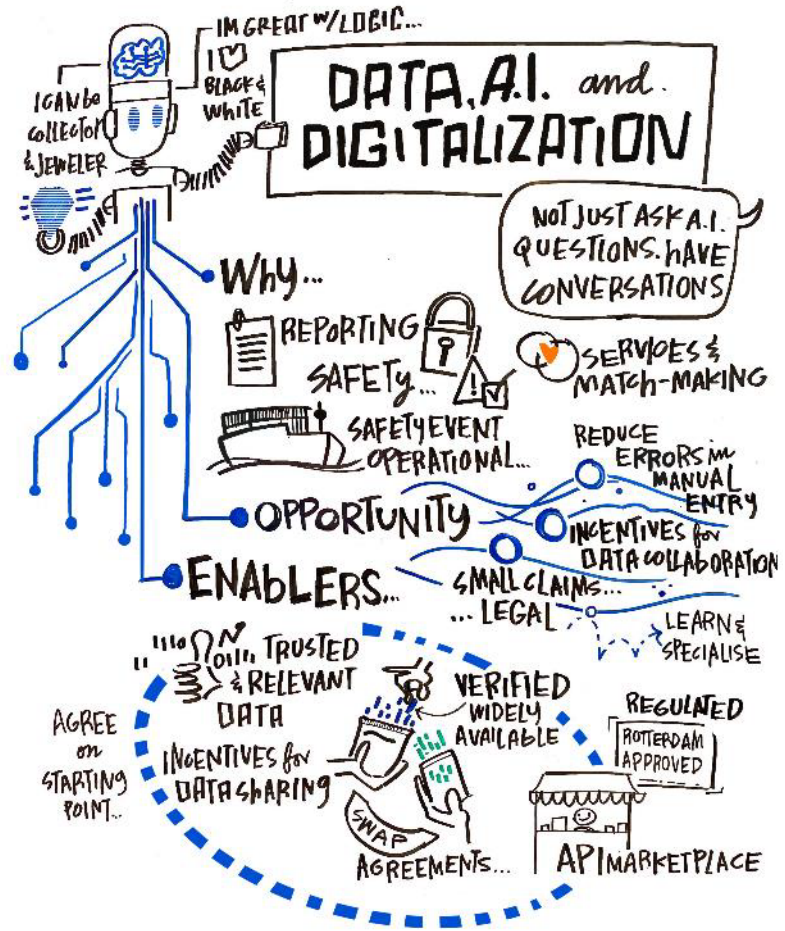 IM GREAT W/LOGIC...
I
BLACK &
WHITE
I CAN be
COLLECTOR
& JEWELER
DATA, A.I. and.
DIGITALIZATION
NOT JUST ASK A.I.
QUESTIONS. HAVE
CONVERSATIONS
Why...
REPORTING
SAFETY...
SERVICES &
MATCH-MAKING
SAFETY EVENT
OPERATIONAL...
REDUCE
ERRORS in
MANUAL
ENTRY
OPPORTUNITY
INCENTIVES for
DATA COLLABORATION
ENABLERS...
SMALL CLAIMS...
... LEGAL
LEARN &
SPECIALISE
TRUSTED
& RELEVANT
DATA
VERIFIED
WIDELY
AVAILABLE
REGULATED
ROTTERDAM
APPROVED
AGREE
on
STARTING
POINT...
INCENTIVES for
DATA SHARING
SWAP
AGREEMENTS...
API MARKETPLACE